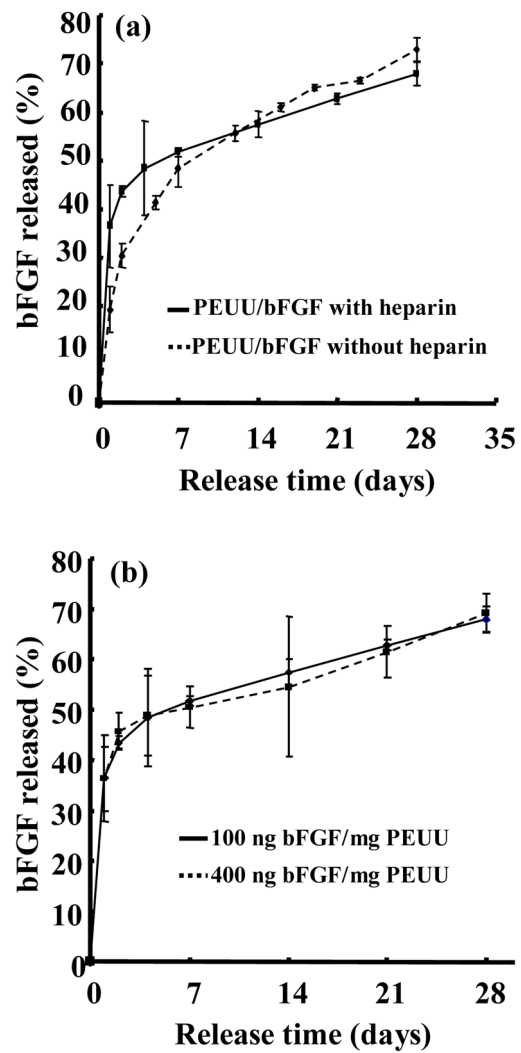 (a)
80
70
60
50
40
30
20
10
0
bFGF released (%)
PEUU/bFGF with heparin
PEUU/bFGF without heparin
0 7 14 21 28 35
Release time (days)
(b)
80
70
60
50
40
30
20
10
0
bFGF released (%)
100 ng bFGF/mg PEUU
400 ng bFGF/mg PEUU
0 7 14 21 28
Release time (days)